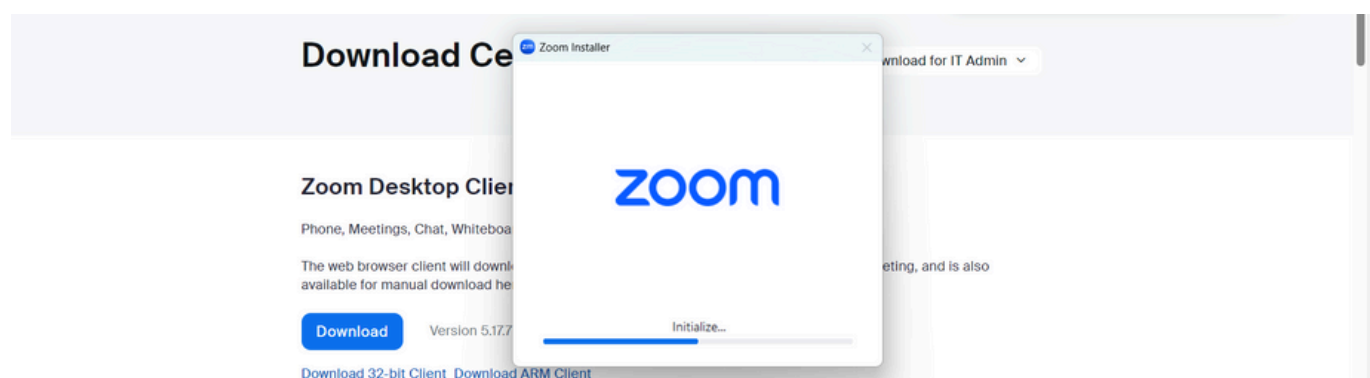 Zoom Installer
Download Ce
wnload for IT Admin
zoom
Zoom Desktop Clien
Phone, Meetings, Chat, Whiteboa
The web browser client will downl
eting, and is also
available for manual download he
Download
Version 5.17.7
Initialize...
Download 32-bit Client Download ARM Client